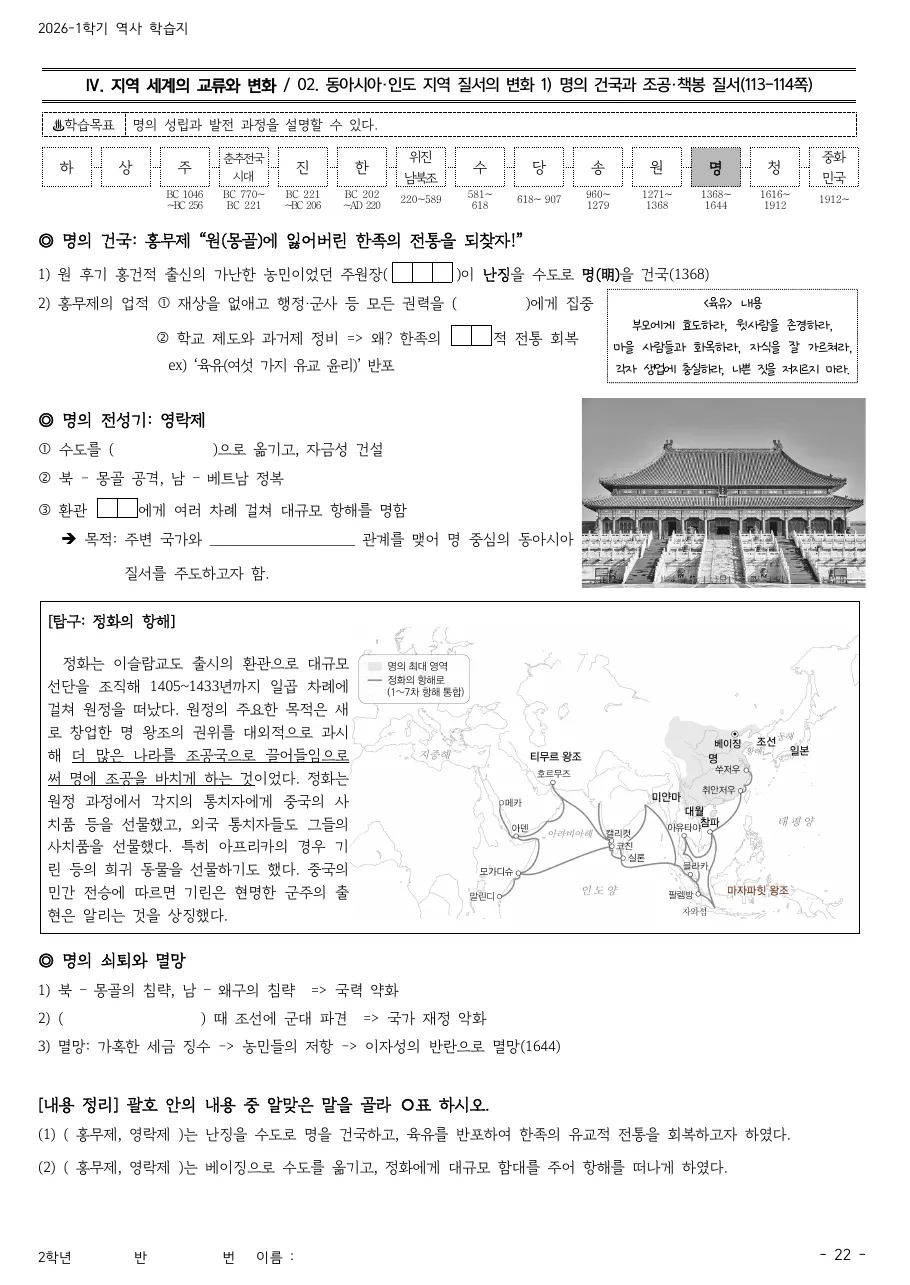 2026-1학기 역사 학습지
Ⅳ. 지역 세계의 교류와 변화 / 02. 동아시아·인도 지역 질서의 변화 1) 명의 건국과 조공·책봉 질서(113-114쪽)
♨학습목표 명의 성립과 발전 과정을 설명할 수 있다.
하 상 주 춘추전국 시대 진 한 위진 남북조 수 당 송 원 명 청 중화 민국
BC 1046 ~BC 256 BC 770~ BC 221 BC 221 ~BC 206 BC 202 ~AD 220 220~589 581~ 618 618~ 907 960~ 1279 1271~ 1368 1368~ 1644 1616~ 1912 1912~
◎ 명의 건국: 홍무제 “원(몽골)에 잃어버린 한족의 전통을 되찾자!”
1) 원 후기 홍건적 출신의 가난한 농민이었던 주원장( )이 난징을 수도로 명(明)을 건국(1368)
2) 홍무제의 업적 ① 재상을 없애고 행정·군사 등 모든 권력을 ( )에게 집중
② 학교 제도와 과거제 정비 => 왜? 한족의 적 전통 회복
ex) ‘육유(여섯 가지 유교 윤리)’ 반포
<육유> 내용
부모에게 효도하라, 윗사람을 존경하라,
마을 사람들과 화목하라, 자식을 잘 가르쳐라,
각자 생업에 충실하라, 나쁜 짓을 저지르지 마라.
◎ 명의 전성기: 영락제
① 수도를 ( )으로 옮기고, 자금성 건설
② 북 - 몽골 공격, 남 - 베트남 정복
③ 환관 에게 여러 차례 걸쳐 대규모 항해를 명함
➔ 목적: 주변 국가와 ____________________ 관계를 맺어 명 중심의 동아시아
질서를 주도하고자 함.
[탐구: 정화의 항해]
정화는 이슬람교도 출시의 환관으로 대규모
선단을 조직해 1405~1433년까지 일곱 차례에
걸쳐 원정을 떠났다. 원정의 주요한 목적은 새
로 창업한 명 왕조의 권위를 대외적으로 과시
해 더 많은 나라를 조공국으로 끌어들임으로
써 명에 조공을 바치게 하는 것이었다. 정화는
원정 과정에서 각지의 통치자에게 중국의 사
치품 등을 선물했고, 외국 통치자들도 그들의
사치품을 선물했다. 특히 아프리카의 경우 기
린 등의 희귀 동물을 선물하기도 했다. 중국의
민간 전승에 따르면 기린은 현명한 군주의 출
현은 알리는 것을 상징했다.
명의 최대 영역
정화의 항해로
(1~7차 항해 통합)
지중해
티무르 왕조
호르무즈
메카
아덴
아라비아해
모가디슈
말린디
캘리컷
코친
실론
인도양
미얀마
아유타야
대월
참파
믈라카
팔렘방
자와섬
마자파힛 왕조
베이징
명
쑤저우
취안저우
조선
동해
황해
일본
태평양
◎ 명의 쇠퇴와 멸망
1) 북 - 몽골의 침략, 남 - 왜구의 침략 => 국력 약화
2) ( ) 때 조선에 군대 파견 => 국가 재정 악화
3) 멸망: 가혹한 세금 징수 -> 농민들의 저항 -> 이자성의 반란으로 멸망(1644)
[내용 정리] 괄호 안의 내용 중 알맞은 말을 골라 O표 하시오.
(1) ( 홍무제, 영락제 )는 난징을 수도로 명을 건국하고, 육유를 반포하여 한족의 유교적 전통을 회복하고자 하였다.
(2) ( 홍무제, 영락제 )는 베이징으로 수도를 옮기고, 정화에게 대규모 함대를 주어 항해를 떠나게 하였다.
2학년 반 번 이름 :
- 22 -